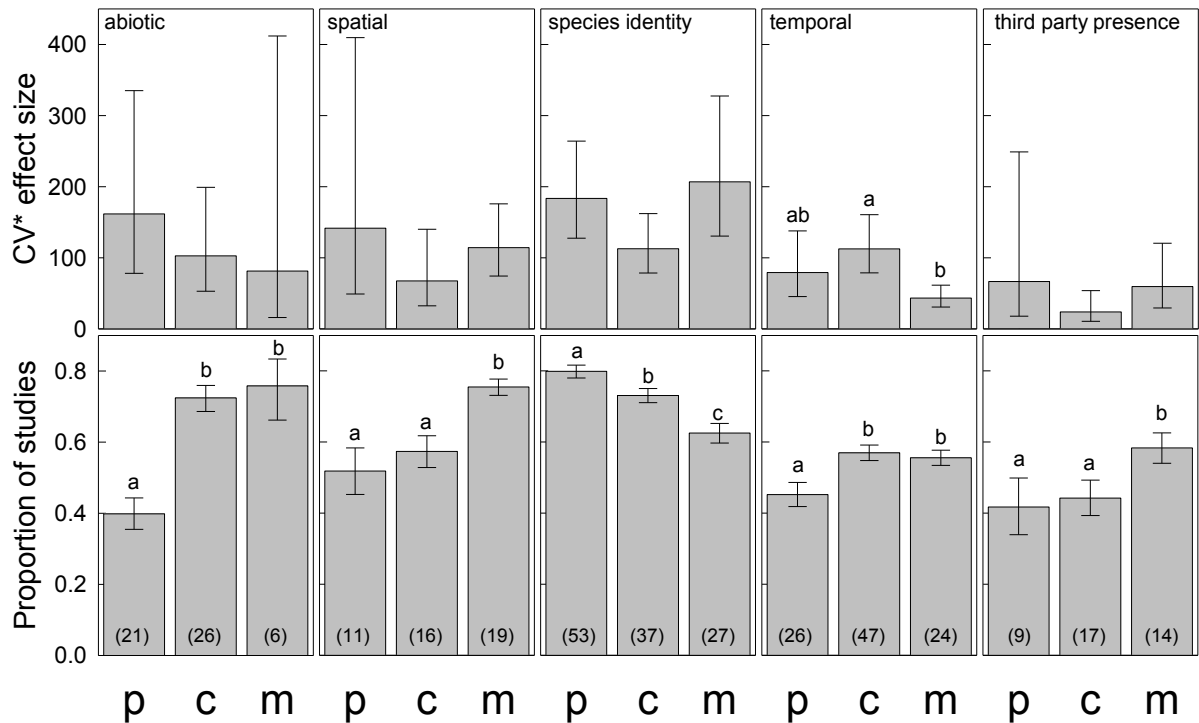 abiotic spatial species identity temporal third party presence
CV* effect size
400
300
200
100
0
ab a b
Proportion of studies
0.8
0.6
0.4
0.2
0.0
a b b a a b a b c a b b a a b
(21) (26) (6) (11) (16) (19) (53) (37) (27) (26) (47) (24) (9) (17) (14)
p c m p c m p c m p c m p c m